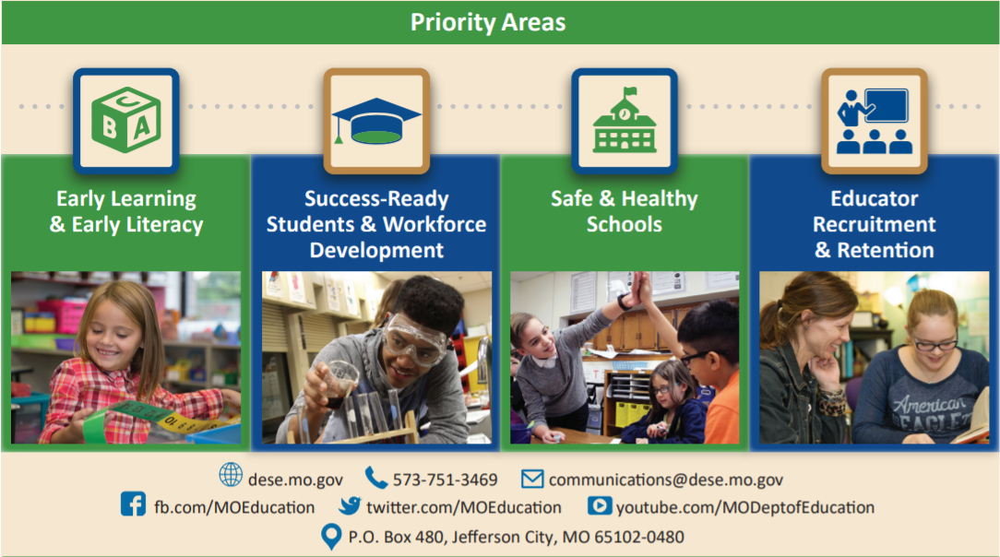 Priority Areas
C
B A
Early Learning
& Early Literacy
Success-Ready
Students & Workforce
Development
Safe & Healthy
Schools
Educator
Recruitment
& Retention
American
EAGLE
dese.mo.gov 573-751-3469 communications@dese.mo.gov
fb.com/MOEducation twitter.com/MOEducation youtube.com/MODeptofEducation
P.O. Box 480, Jefferson City, MO 65102-0480